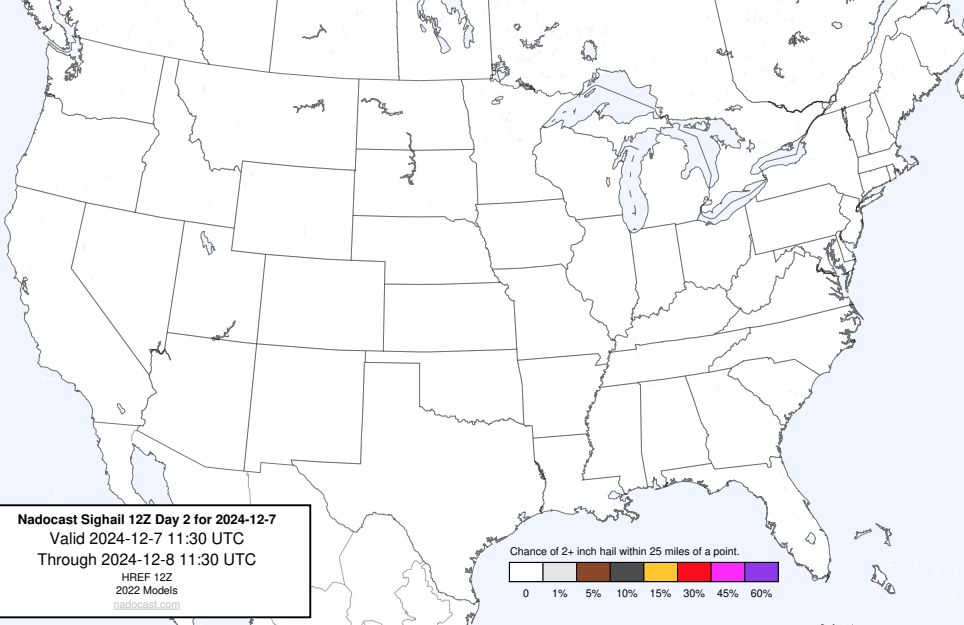 Nadocast Sighail 12Z Day 2 for 2024-12-7
Valid 2024-12-7 11:30 UTC
Through 2024-12-8 11:30 UTC
HREF 12Z
2022 Models
nadocast.com
Chance of 2+ inch hail within 25 miles of a point.
0 1% 5% 10% 15% 30% 45% 60%